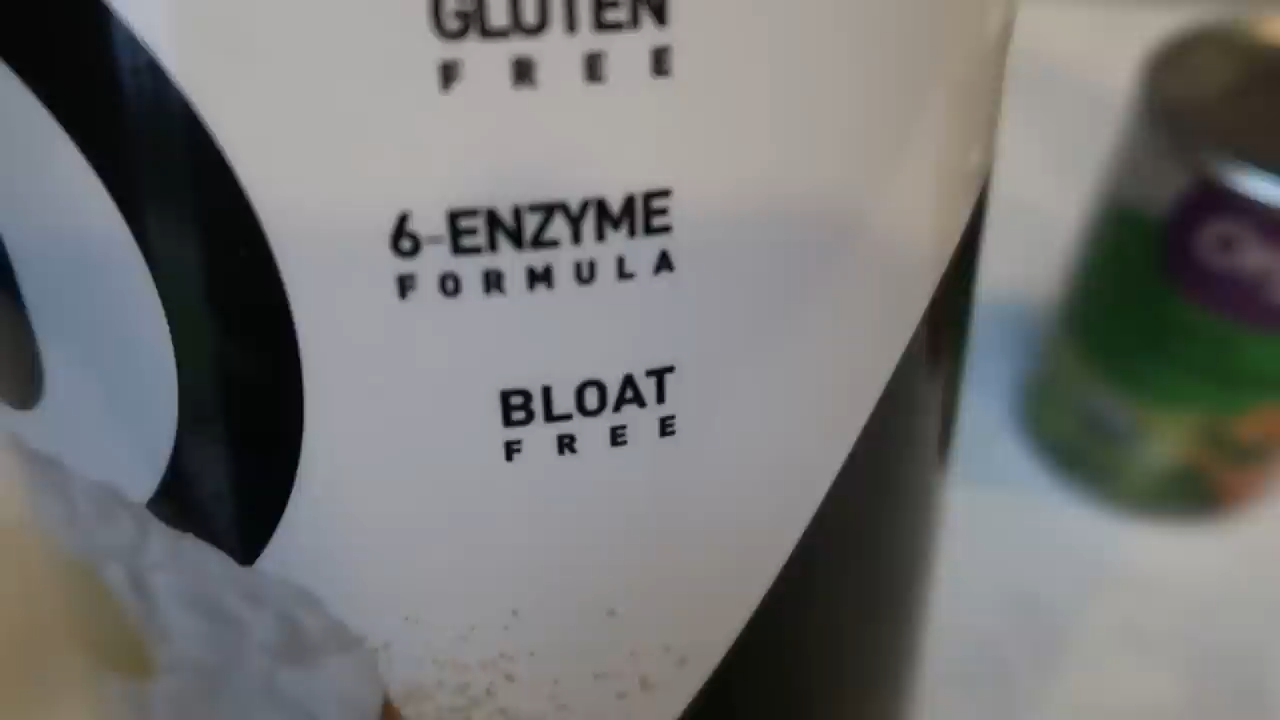 GLUTEN
FREE
6-ENZYME
FORMULA
BLOAT
FREE